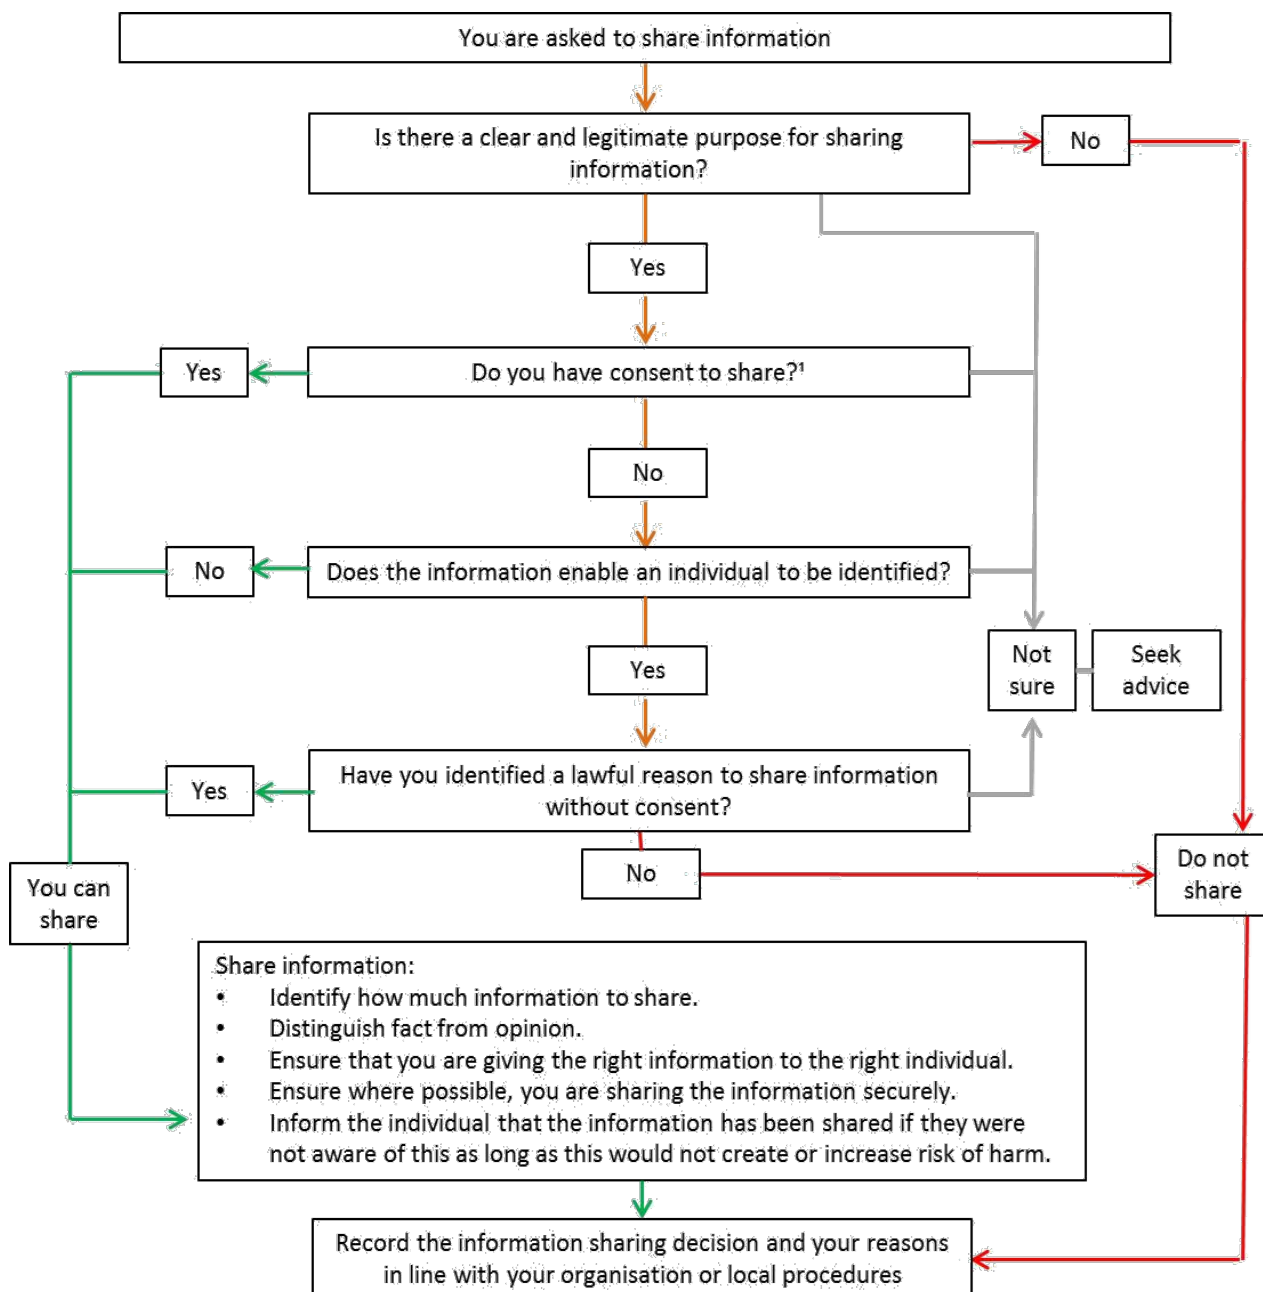 You are asked to share information
Is there a clear and legitimate purpose for sharing
information?
No
Yes
Yes
Do you have consent to share?¹
No
No
Does the information enable an individual to be identified?
Yes
Not
sure
Seek
advice
Yes
Have you identified a lawful reason to share information
without consent?
No
Do not
share
You can
share
Share information:
• Identify how much information to share.
• Distinguish fact from opinion.
• Ensure that you are giving the right information to the right individual.
• Ensure where possible, you are sharing the information securely.
• Inform the individual that the information has been shared if they were
not aware of this as long as this would not create or increase risk of harm.
Record the information sharing decision and your reasons
in line with your organisation or local procedures